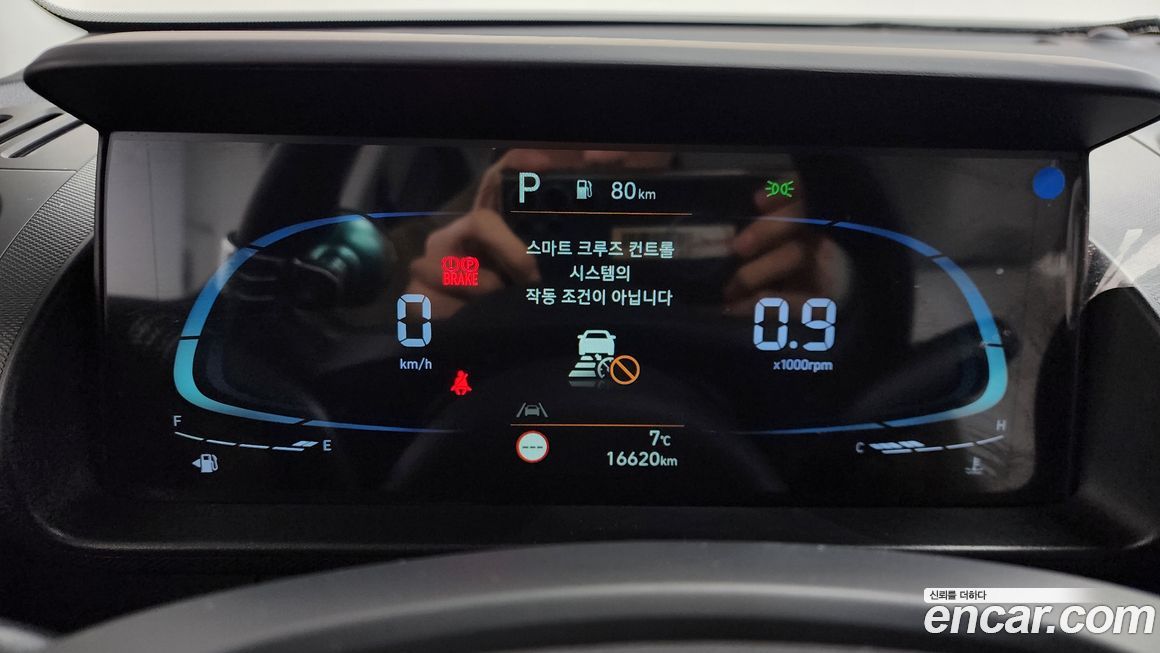 P 80km
스마트 크루즈 컨트롤
시스템의
작동 조건이 아닙니다
BRAKE
0
km/h
0.9
x1000rpm
F
E
C
H
---
7℃
16620km
신뢰를 더하다
encar.com